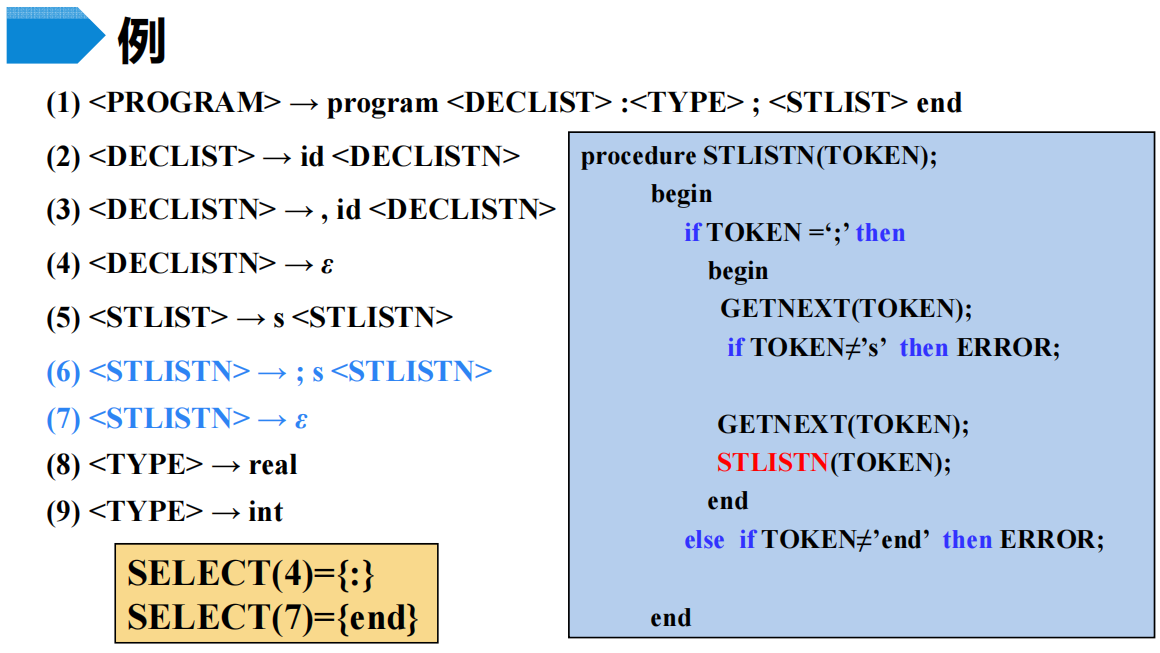 例
(1) <PROGRAM> → program <DECLIST> :<TYPE> ; <STLIST> end
(2) <DECLIST> → id <DECLISTN>
(3) <DECLISTN> → , id <DECLISTN>
(4) <DECLISTN> → ε
(5) <STLIST> → s <STLISTN>
(6) <STLISTN> → ; s <STLISTN>
(7) <STLISTN> → ε
(8) <TYPE> → real
(9) <TYPE> → int
SELECT(4)={:}
SELECT(7)={end}
procedure STLISTN(TOKEN);
begin
if TOKEN =‘;’ then
begin
GETNEXT(TOKEN);
if TOKEN≠’s’ then ERROR;
GETNEXT(TOKEN);
STLISTN(TOKEN);
end
else if TOKEN≠’end’ then ERROR;
end